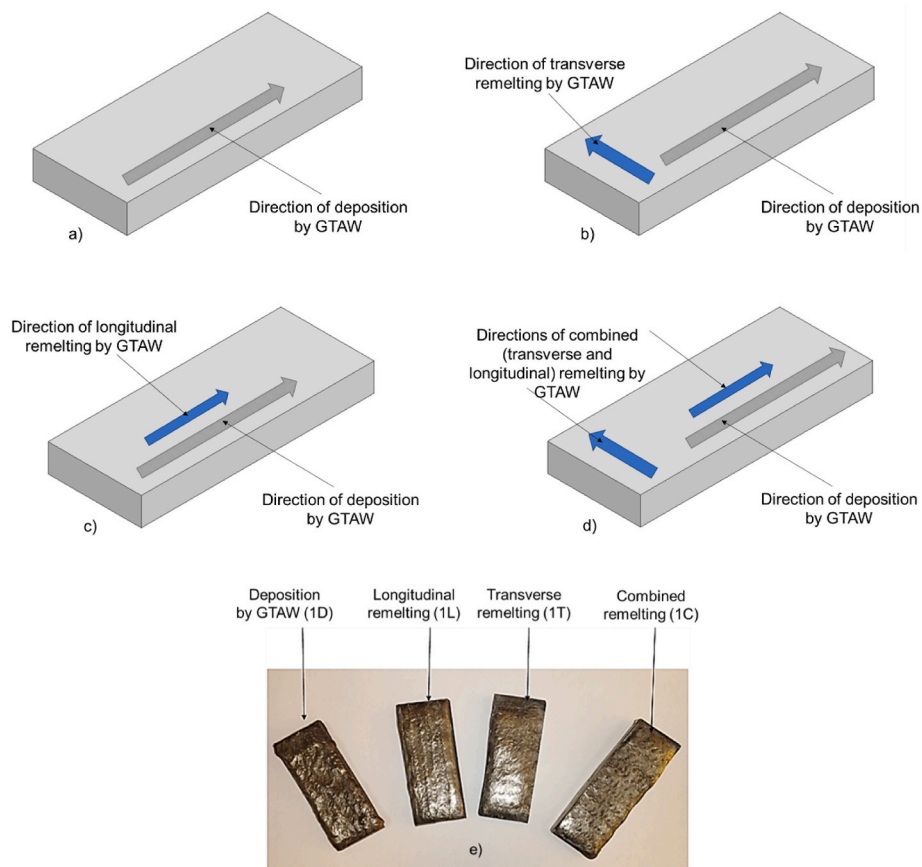 Direction of deposition
by GTAW
a)
Direction of transverse
remelting by GTAW
Direction of deposition
by GTAW
b)
Direction of longitudinal
remelting by GTAW
Direction of deposition
by GTAW
c)
Directions of combined
(transverse and
longitudinal) remelting by
GTAW
Direction of deposition
by GTAW
d)
Deposition
by GTAW (1D)
Longitudinal
remelting (1L)
Transverse
remelting (1T)
Combined
remelting (1C)
e)